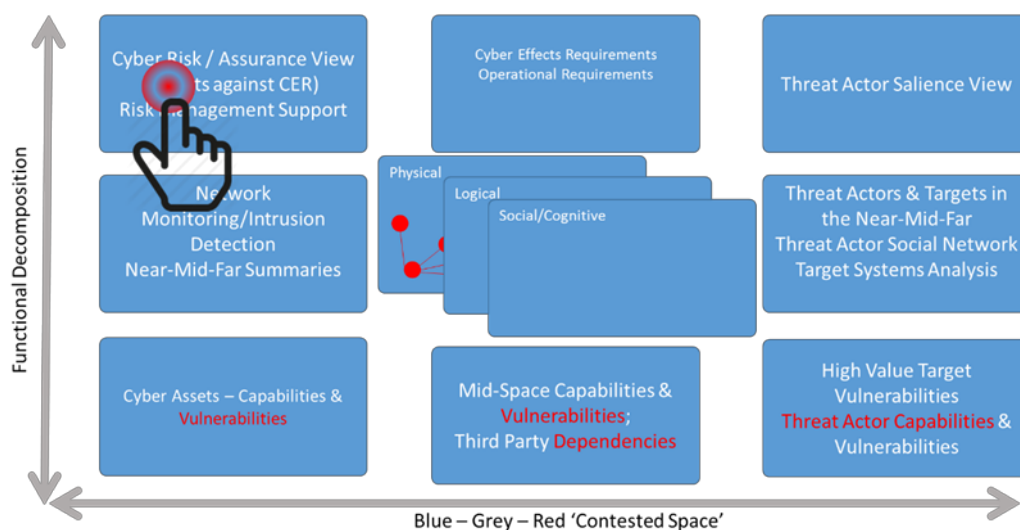 Cyber Risk / Assurance View
ts against CER)
Risk Management Support
Cyber Effects Requirements
Operational Requirements
Threat Actor Salience View
Network
Monitoring/Intrusion
Detection
Near-Mid-Far Summaries
Physical
Logical
Social/Cognitive
Threat Actors & Targets in
the Near-Mid-Far
Threat Actor Social Network
Target Systems Analysis
Cyber Assets – Capabilities &
Vulnerabilities
Mid-Space Capabilities &
Vulnerabilities;
Third Party Dependencies
High Value Target
Vulnerabilities
Threat Actor Capabilities &
Vulnerabilities
Functional Decomposition
Blue – Grey – Red ‘Contested Space’